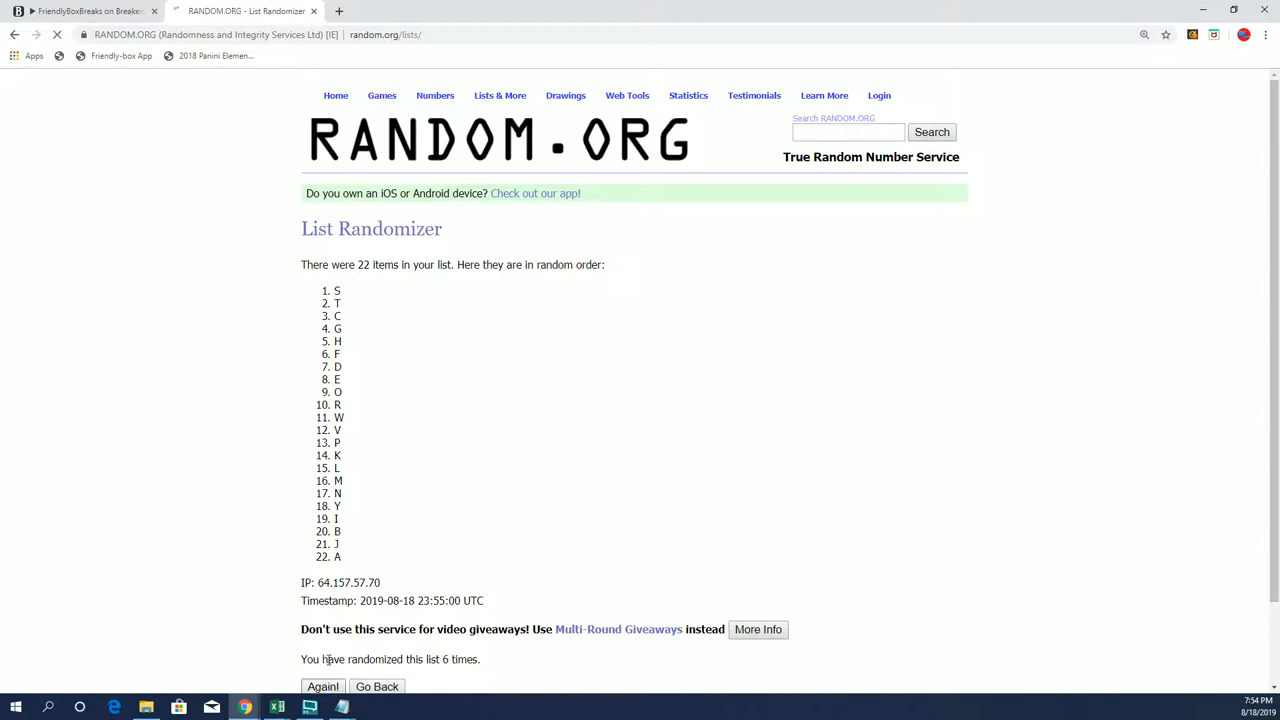 FriendlyBoxBreaks on Breaker
RANDOM.ORG - List Randomizer
RANDOM.ORG (Randomness and Integrity Services Ltd) [IE] | random.org/lists/
Apps
Friendly-box App
2018 Panini Elemen...
Home Games Numbers Lists & More Drawings Web Tools Statistics Testimonials Learn More Login
RANDOM.ORG
Search RANDOM.ORG
Search
True Random Number Service
Do you own an iOS or Android device? Check out our app!
List Randomizer
There were 22 items in your list. Here they are in random order:
1. S
2. T
3. C
4. G
5. H
6. F
7. D
8. E
9. O
10. R
11. W
12. V
13. P
14. K
15. L
16. M
17. N
18. Y
19. I
20. B
21. J
22. A
IP: 64.157.57.70
Timestamp: 2019-08-18 23:55:00 UTC
Don't use this service for video giveaways! Use Multi-Round Giveaways instead
More Info
You have randomized this list 6 times.
Again!
Go Back
7:54 PM
8/18/2019